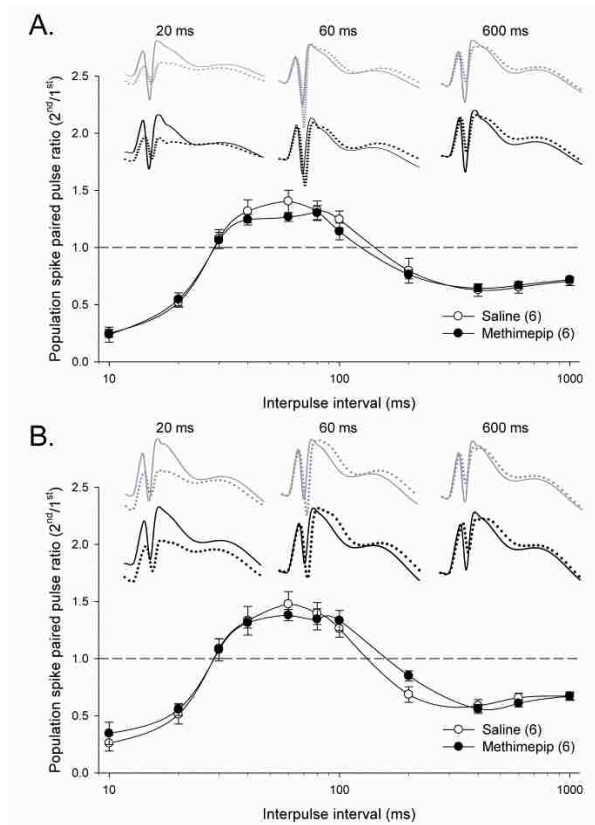 A.
20 ms 60 ms 600 ms
Population spike paired pulse ratio (2nd/1st)
2.5
2.0
1.5
1.0
0.5
0.0
Saline (6)
Methimepip (6)
10 100 1000
Interpulse interval (ms)
B.
20 ms 60 ms 600 ms
Population spike paired pulse ratio (2nd/1st)
2.5
2.0
1.5
1.0
0.5
0.0
Saline (6)
Methimepip (6)
10 100 1000
Interpulse interval (ms)